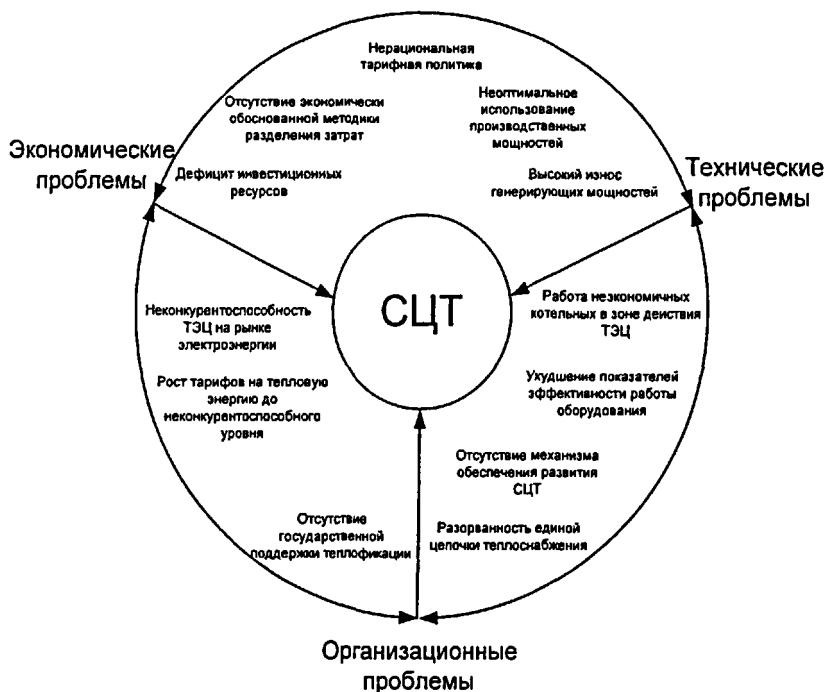 Нерациональная
тарифная политика
Отсутствие экономически
обоснованной методики
разделения затрат
Неоптимальное
использование
производственных
мощностей
Экономические
проблемы
Дефицит инвестиционных
ресурсов
Высокий износ
генерирующих мощностей
Технические
проблемы
СЦТ
Неконкурентоспособность
ТЭЦ на рынке
электроэнергии
Работа неэкономичных
котельных в зоне действия
ТЭЦ
Рост тарифов на тепловую
энергию до
неконкурентоспособного
уровня
Ухудшение показателей
эффективности работы
оборудования
Отсутствие механизма
обеспечения развития
СЦТ
Отсутствие
государственной
поддержки теплофикации
Разорванность единой
цепочки теплоснабжения
Организационные
проблемы